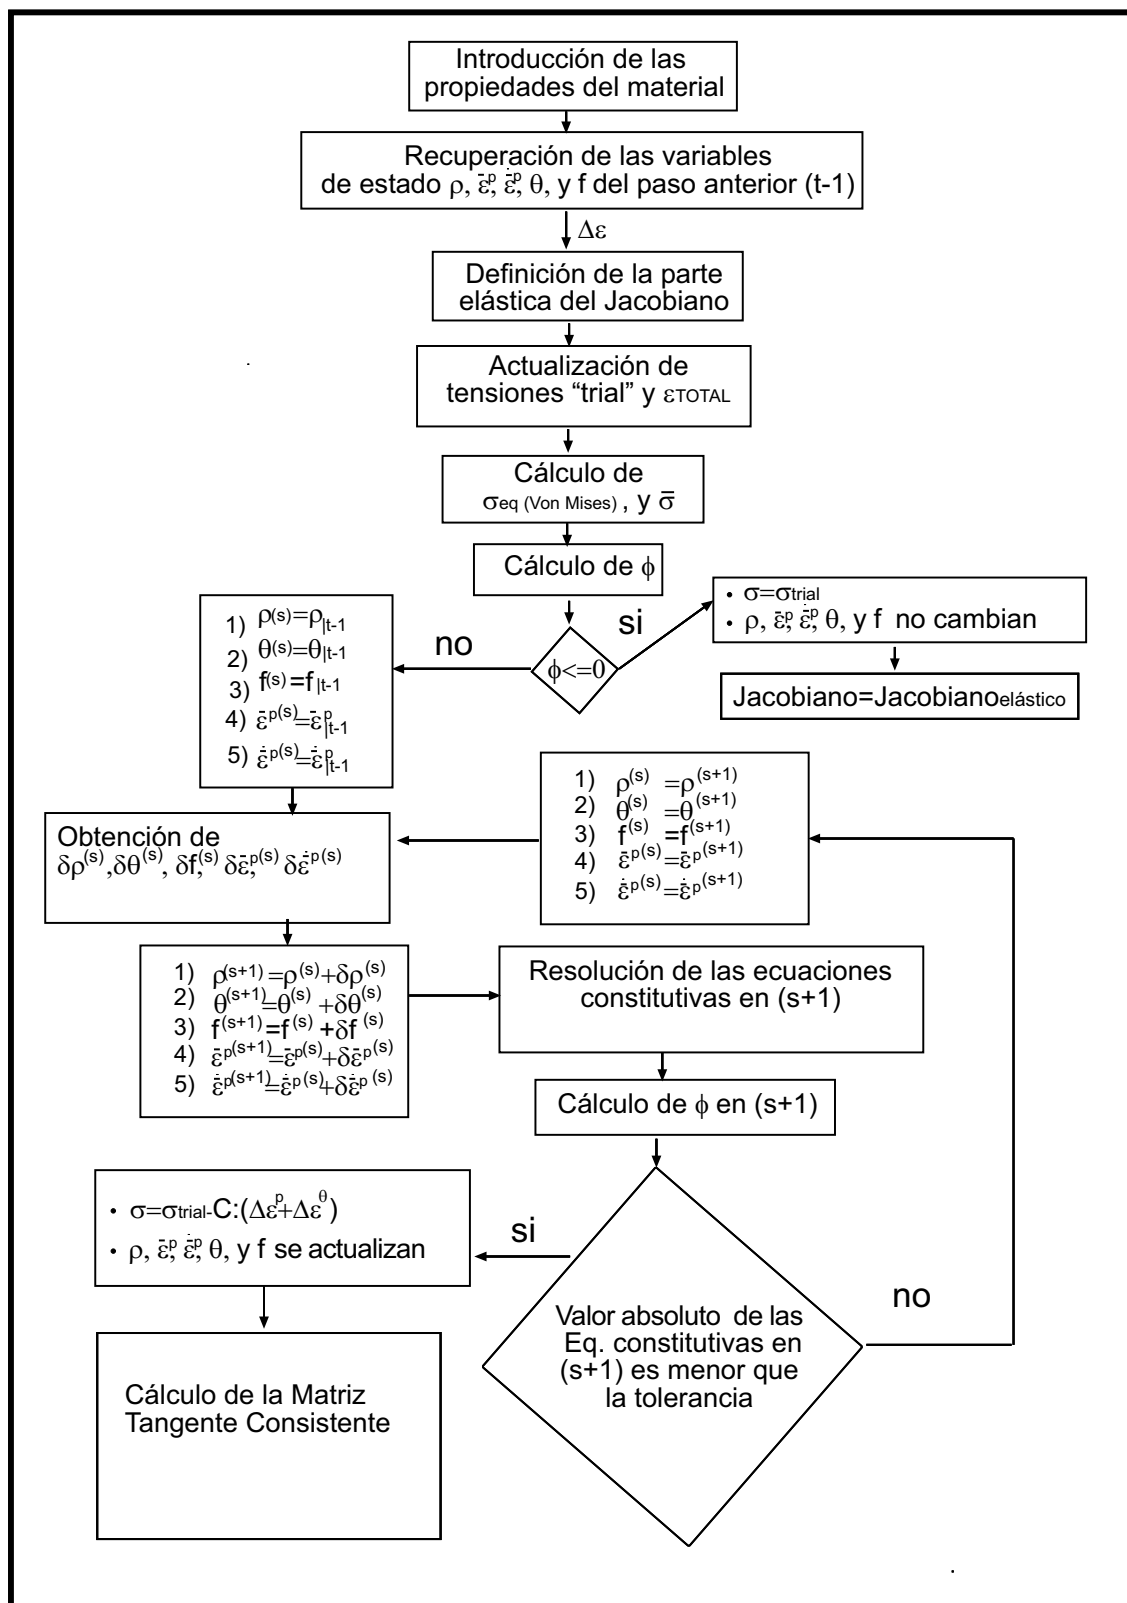 Introducción de las
propiedades del material
Recuperación de las variables
de estado ρ, ε̄ᵖ, ε̄̇ᵖ, θ, y f del paso anterior (t-1)
Δε
Definición de la parte
elástica del Jacobiano
Actualización de
tensiones “trial” y εTOTAL
Cálculo de
σeq (Von Mises) , y σ̄
Cálculo de ϕ
ϕ<=0
si
• σ=σtrial
• ρ, ε̄ᵖ, ε̄̇ᵖ, θ, y f no cambian
Jacobiano=Jacobianoelástico
no
1) ρ(s)=ρ|t-1
2) θ(s)=θ|t-1
3) f(s)=f|t-1
4) ε̄p(s)=ε̄p|t-1
5) ε̄̇p(s)=ε̄̇p|t-1
Obtención de
δρ(s),δθ(s), δf(s), δε̄p(s), δε̄̇p(s)
1) ρ(s) =ρ(s+1)
2) θ(s) =θ(s+1)
3) f(s) =f(s+1)
4) ε̄p(s)=ε̄p(s+1)
5) ε̄̇p(s)=ε̄̇p(s+1)
1) ρ(s+1)=ρ(s)+δρ(s)
2) θ(s+1)=θ(s)+δθ(s)
3) f(s+1)=f(s)+δf(s)
4) ε̄p(s+1)=ε̄p(s)+δε̄p(s)
5) ε̄̇p(s+1)=ε̄̇p(s)+δε̄̇p(s)
Resolución de las ecuaciones
constitutivas en (s+1)
Cálculo de ϕ en (s+1)
Valor absoluto de las
Eq. constitutivas en
(s+1) es menor que
la tolerancia
si
no
• σ=σtrial-C:(Δεp+Δεθ)
• ρ, ε̄ᵖ, ε̄̇ᵖ, θ, y f se actualizan
Cálculo de la Matriz
Tangente Consistente